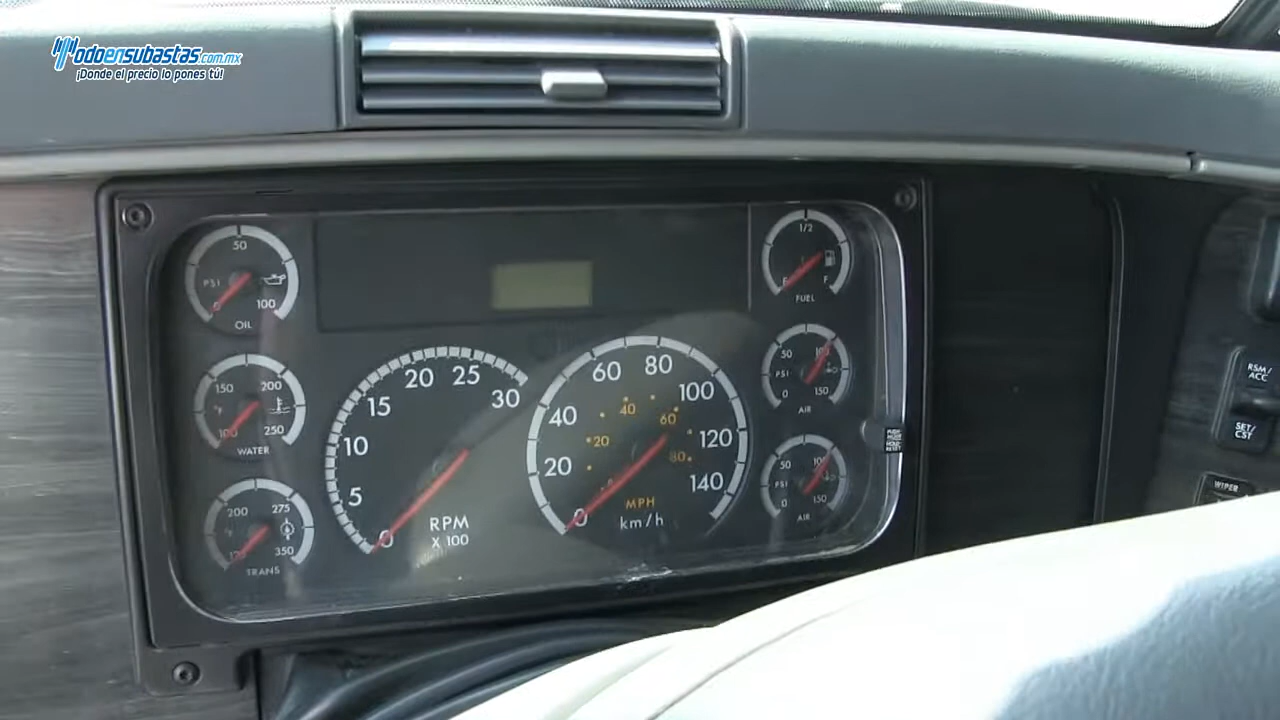 Todoensubastas.com.mx
¡Donde el precio lo pones tú!
50
PSI
0
100
OIL
150
200
°F
100
250
WATER
200
275
°F
350
TRANS
0
5
10
15
20
25
30
RPM
X 100
0
20
40
60
80
100
120
140
20
40
60
80
MPH
km/h
1/2
E
F
FUEL
50
100
PSI
0
150
AIR
50
100
PSI
0
150
AIR
RSM/
ACC
SET/
CST
WIPER